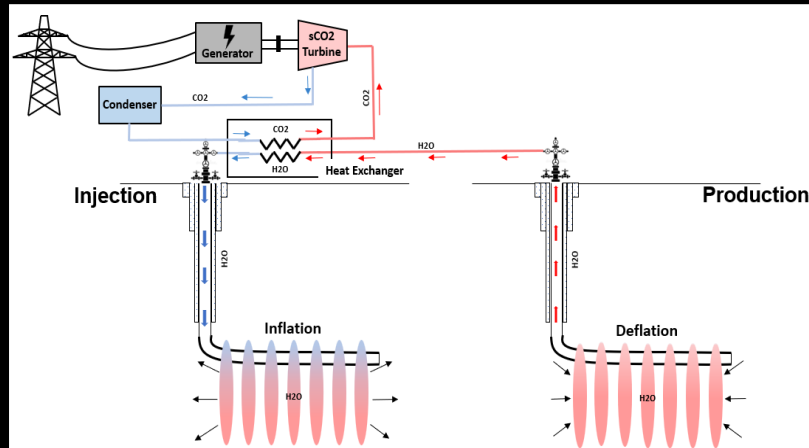 sCO2
Turbine
Generator
CO2
Condenser
CO2
CO2
H2O
H2O
Heat Exchanger
Injection
Production
H2O
H2O
Inflation
Deflation
H2O
H2O